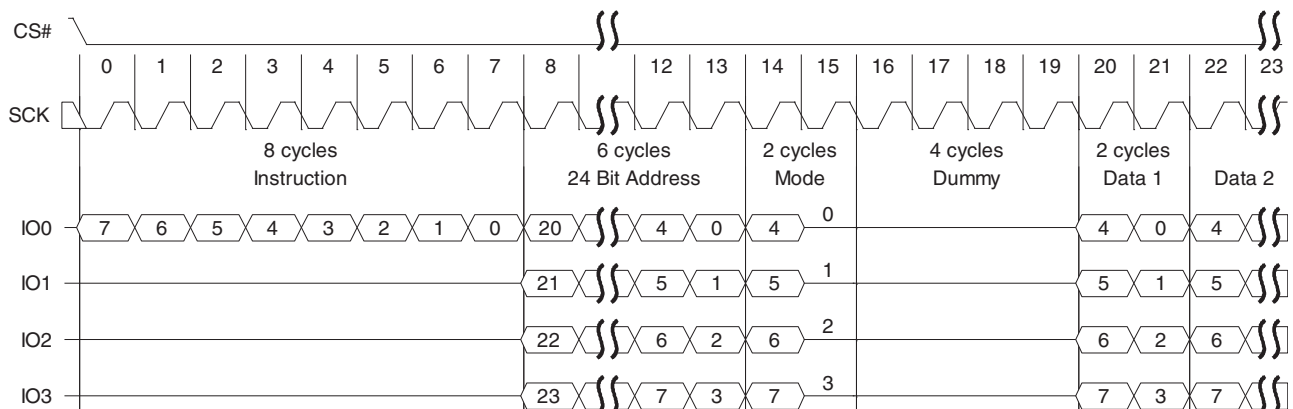 CS#
0 1 2 3 4 5 6 7 8 12 13 14 15 16 17 18 19 20 21 22 23
SCK
8 cycles 6 cycles 2 cycles 4 cycles 2 cycles
Instruction 24 Bit Address Mode Dummy Data 1 Data 2
IO0 7 6 5 4 3 2 1 0 20 4 0 4 0 4 0 4
IO1 21 5 1 5 1 5 1 5
IO2 22 6 2 6 2 6 2 6
IO3 23 7 3 7 3 7 3 7